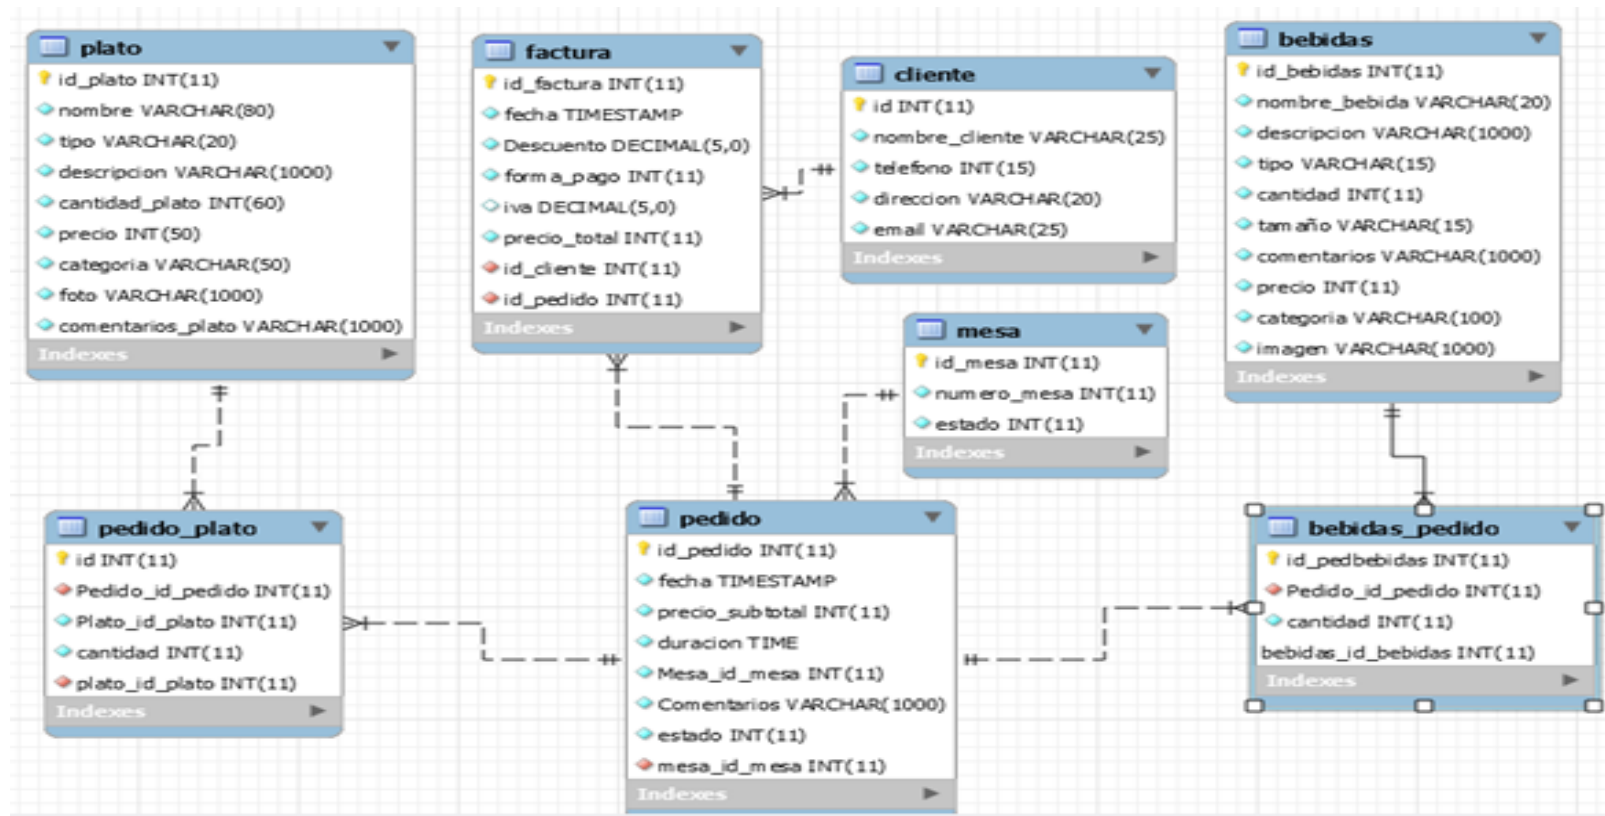 plato
id_plato INT(11)
nombre VARCHAR(80)
tipo VARCHAR(20)
descripcion VARCHAR(1000)
cantidad_plato INT(60)
precio INT(50)
categoria VARCHAR(50)
foto VARCHAR(1000)
comentarios_plato VARCHAR(1000)
Indexes
factura
id_factura INT(11)
fecha TIMESTAMP
Descuento DECIMAL(5,0)
forma_pago INT(11)
iva DECIMAL(5,0)
precio_total INT(11)
id_cliente INT(11)
id_pedido INT(11)
Indexes
cliente
id INT(11)
nombre_cliente VARCHAR(25)
telefono INT(15)
direccion VARCHAR(20)
email VARCHAR(25)
Indexes
bebidas
id_bebidas INT(11)
nombre_bebida VARCHAR(20)
descripcion VARCHAR(1000)
tipo VARCHAR(15)
cantidad INT(11)
tamaño VARCHAR(15)
comentarios VARCHAR(1000)
precio INT(11)
categoria VARCHAR(100)
imagen VARCHAR(1000)
Indexes
mesa
id_mesa INT(11)
numero_mesa INT(11)
estado INT(11)
Indexes
pedido_plato
id INT(11)
Pedido_id_pedido INT(11)
Plato_id_plato INT(11)
cantidad INT(11)
plato_id_plato INT(11)
Indexes
pedido
id_pedido INT(11)
fecha TIMESTAMP
precio_subtotal INT(11)
duracion TIME
Mesa_id_mesa INT(11)
Comentarios VARCHAR(1000)
estado INT(11)
mesa_id_mesa INT(11)
Indexes
bebidas_pedido
id_pedbebidas INT(11)
Pedido_id_pedido INT(11)
cantidad INT(11)
bebidas_id_bebidas INT(11)
Indexes